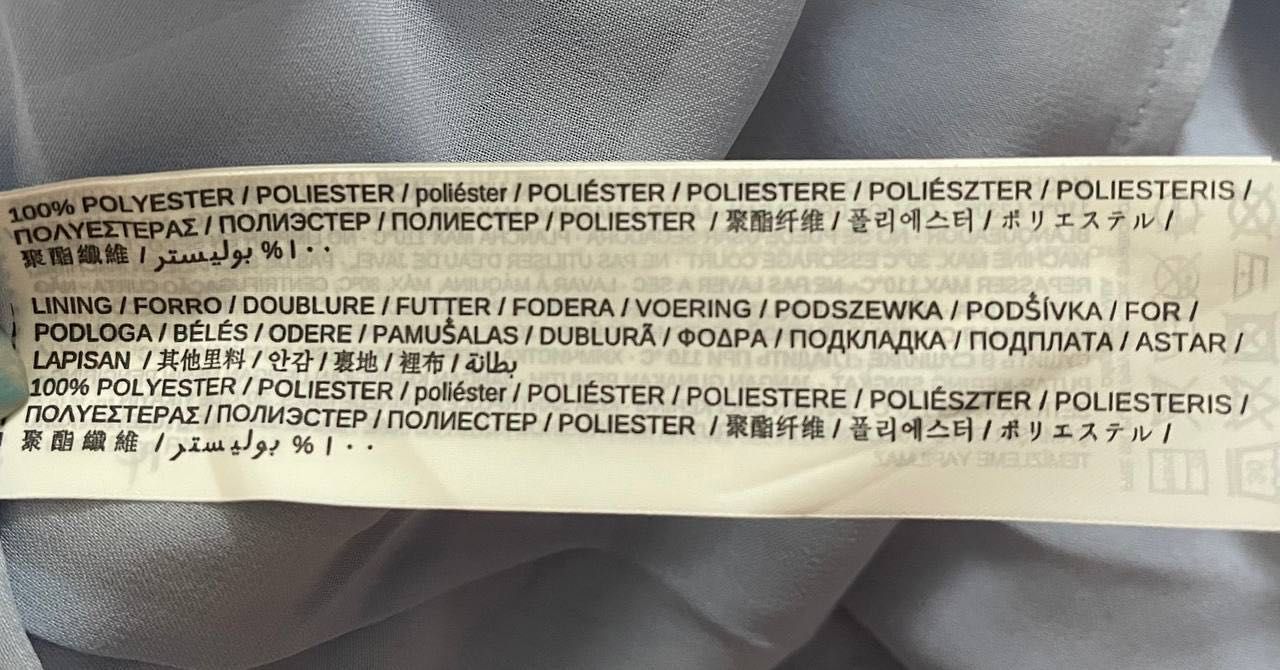 100% POLYESTER / POLIESTER / poliéster / POLIÉSTER / POLIESTERE / POLIÉSZTER / POLIESTERIS /
ΠΟΛΥΕΣΤΕΡΑΣ / ПОЛИЭСТЕР / ПОЛИЕСТЕР / POLIESTER / 聚酯纤维 / 폴리에스터 / ポリエステル /
聚酯纖維 / بوليستر %١٠٠
LINING / FORRO / DOUBLURE / FUTTER / FODERA / VOERING / PODSZEWKA / PODŠÍVKA / FOR /
PODLOGA / BÉLÉS / ODERE / PAMUŠALAS / DUBLURĂ / ΦΟΔΡΑ / ПОДКЛАДКА / ПОДПЛАТА / ASTAR /
LAPISAN / 其他里料 / 안감 / 裏地 / 裡布 / بطانة
100% POLYESTER / POLIESTER / poliéster / POLIÉSTER / POLIESTERE / POLIÉSZTER / POLIESTERIS /
ΠΟΛΥΕΣΤΕΡΑΣ / ПОЛИЭСТЕР / ПОЛИЕСТЕР / POLIESTER / 聚酯纤维 / 폴리에스터 / ポリエステル /
聚酯纖維 / بوليستر %١٠٠